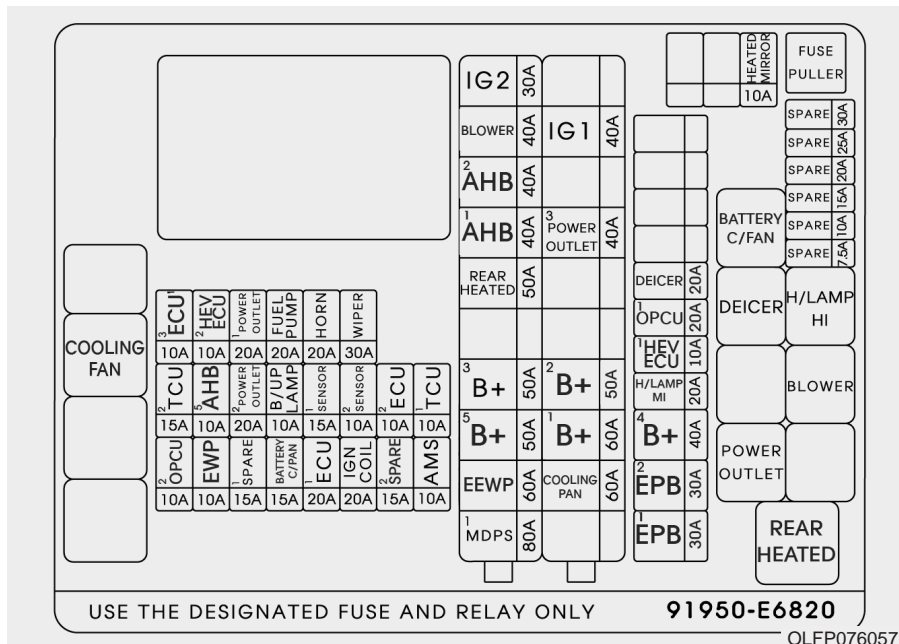 HEATED
MIRROR
10A
FUSE
PULLER
IG2 30A
BLOWER 40A
IG1 40A
2
AHB 40A
1
AHB 40A
3
POWER
OUTLET 40A
REAR
HEATED 50A
3
B+ 50A
2
B+ 50A
5
B+ 50A
1
B+ 60A
EEWP 60A
COOLING
PAN 60A
1
MDPS 80A
SPARE 30A
SPARE 25A
SPARE 20A
SPARE 15A
SPARE 10A
SPARE 7.5A
DEICER 20A
1
OPCU 20A
1
HEV
ECU 10A
H/LAMP
MI 20A
4
B+ 40A
2
EPB 30A
1
EPB 30A
BATTERY
C/FAN
DEICER
H/LAMP
HI
BLOWER
POWER
OUTLET
REAR
HEATED
COOLING
FAN
3 ECU'
2 HEV
ECU
1 POWER
OUTLET
FUEL
PUMP
HORN
WIPER
10A 10A 20A 20A 20A 30A
2 TCU
5 AHB
2 POWER
OUTLET
B/UP
LAMP
1 SENSOR
2 SENSOR
2 ECU
1 TCU
15A 10A 20A 10A 15A 10A 10A 10A
2 OPCU
EWP
1 SPARE
BATTERY
C/PAN
1 ECU
IGN
COIL
2 SPARE
AMS
10A 10A 15A 15A 20A 20A 15A 10A
USE THE DESIGNATED FUSE AND RELAY ONLY 91950-E6820
OLFP076057